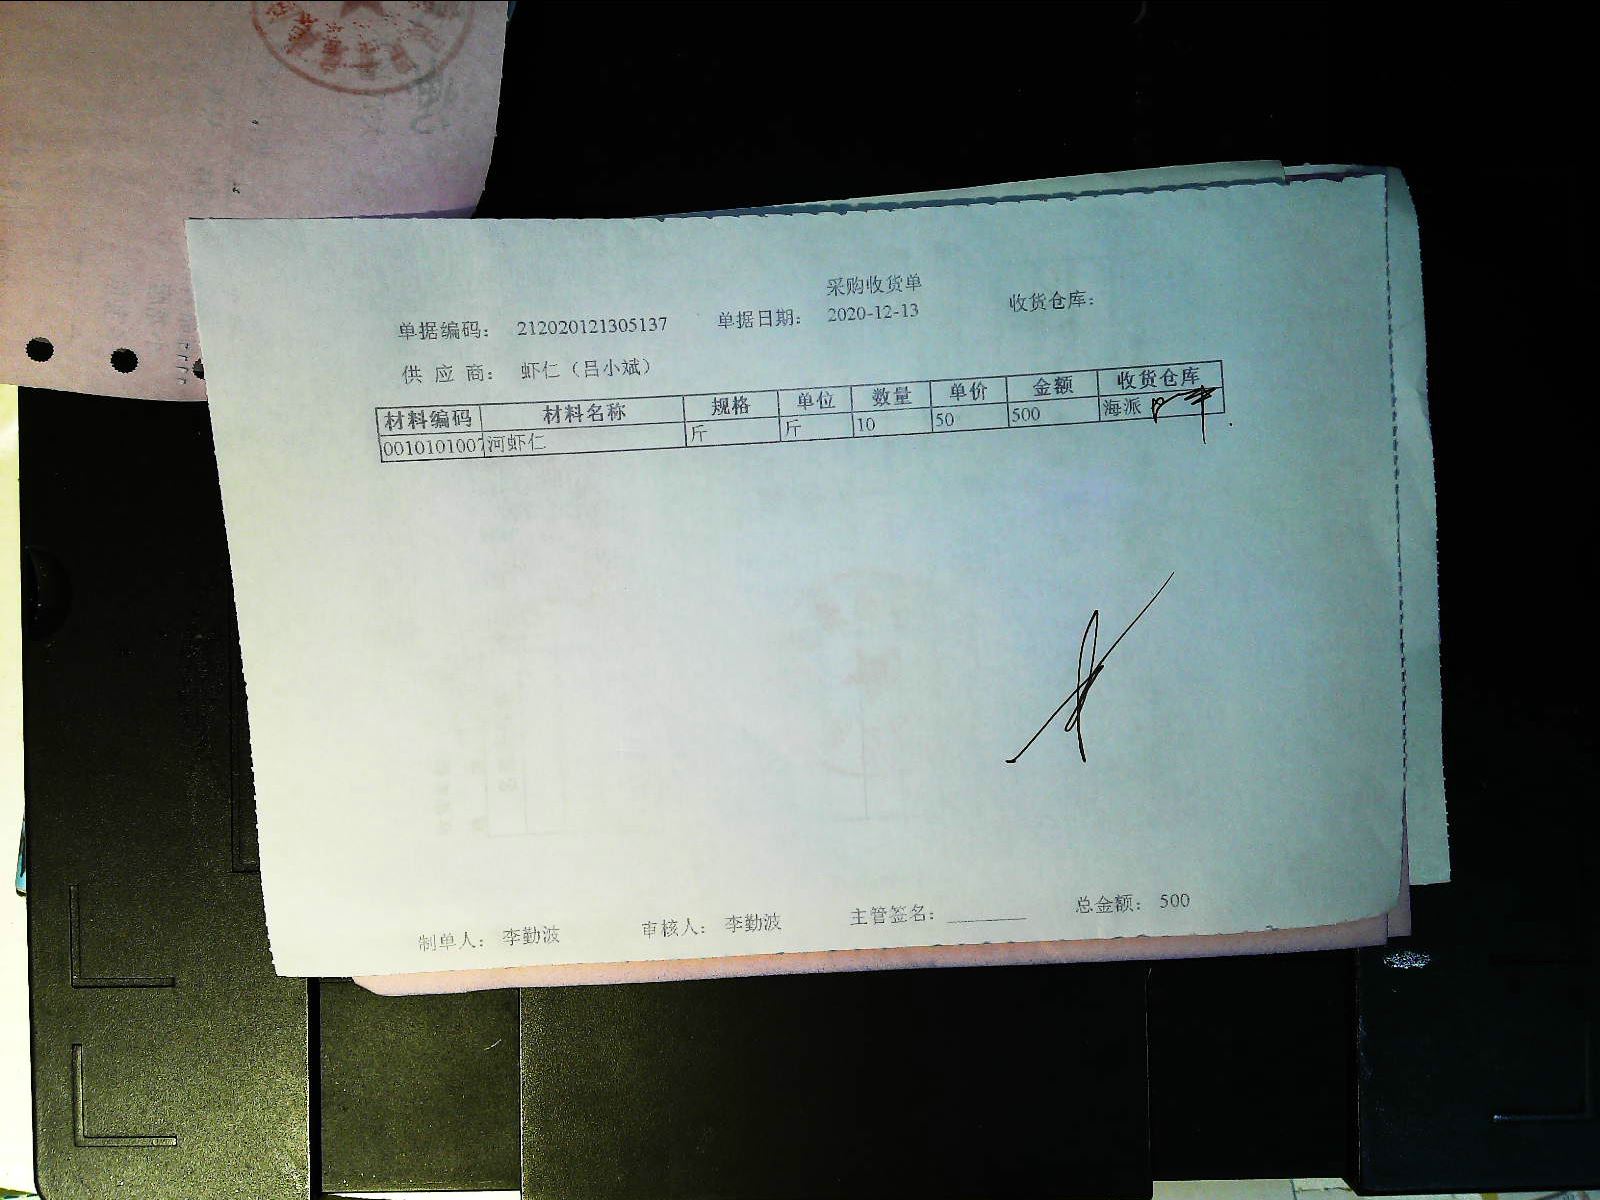 采购收货单
单据编码： 212020121305137 单据日期： 2020-12-13 收货仓库：
供 应 商： 虾仁（吕小斌）
材料编码 材料名称 规格 单位 数量 单价 金额 收货仓库
0010101007 河虾仁 斤 斤 10 50 500 海派
制单人： 李勤波 审核人： 李勤波 主管签名：________ 总金额： 500